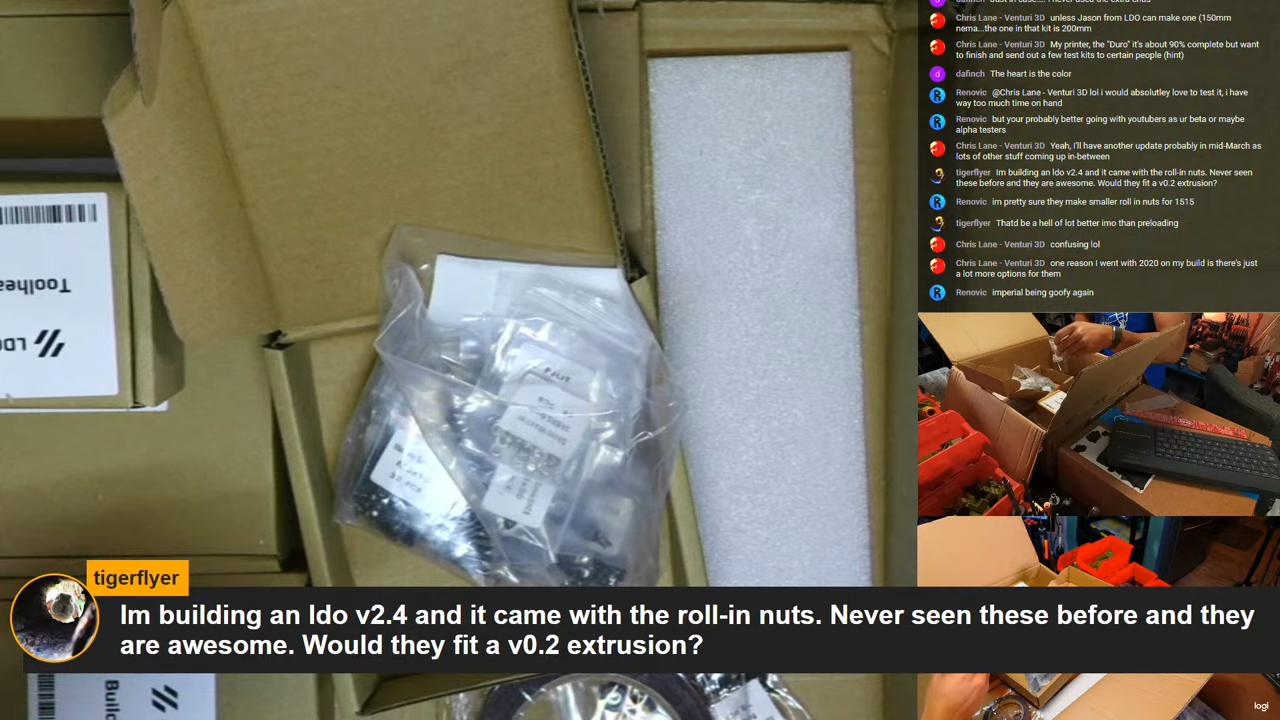 Chris Lane - Venturi 3D unless Jason from LDO can make one (150mm
nema...the one in that kit is 200mm
Chris Lane - Venturi 3D My printer, the "Duro" it's about 90% complete but want
to finish and send out a few test kits to certain people (hint)
d dafinch The heart is the color
Renovic @Chris Lane - Venturi 3D lol i would absolutley love to test it, i have
way too much time on hand
Renovic but your probably better going with youtubers as ur beta or maybe
alpha testers
Chris Lane - Venturi 3D Yeah, I'll have another update probably in mid-March as
lots of other stuff coming up in-between
tigerflyer Im building an ldo v2.4 and it came with the roll-in nuts. Never seen
these before and they are awesome. Would they fit a v0.2 extrusion?
Renovic im pretty sure they make smaller roll in nuts for 1515
tigerflyer Thatd be a hell of lot better imo than preloading
Chris Lane - Venturi 3D confusing lol
Chris Lane - Venturi 3D one reason I went with 2020 on my build is there's just
a lot more options for them
Renovic imperial being goofy again
Toolhea
LDO
tigerflyer
Im building an ldo v2.4 and it came with the roll-in nuts. Never seen these before and they
are awesome. Would they fit a v0.2 extrusion?
Buil
logi